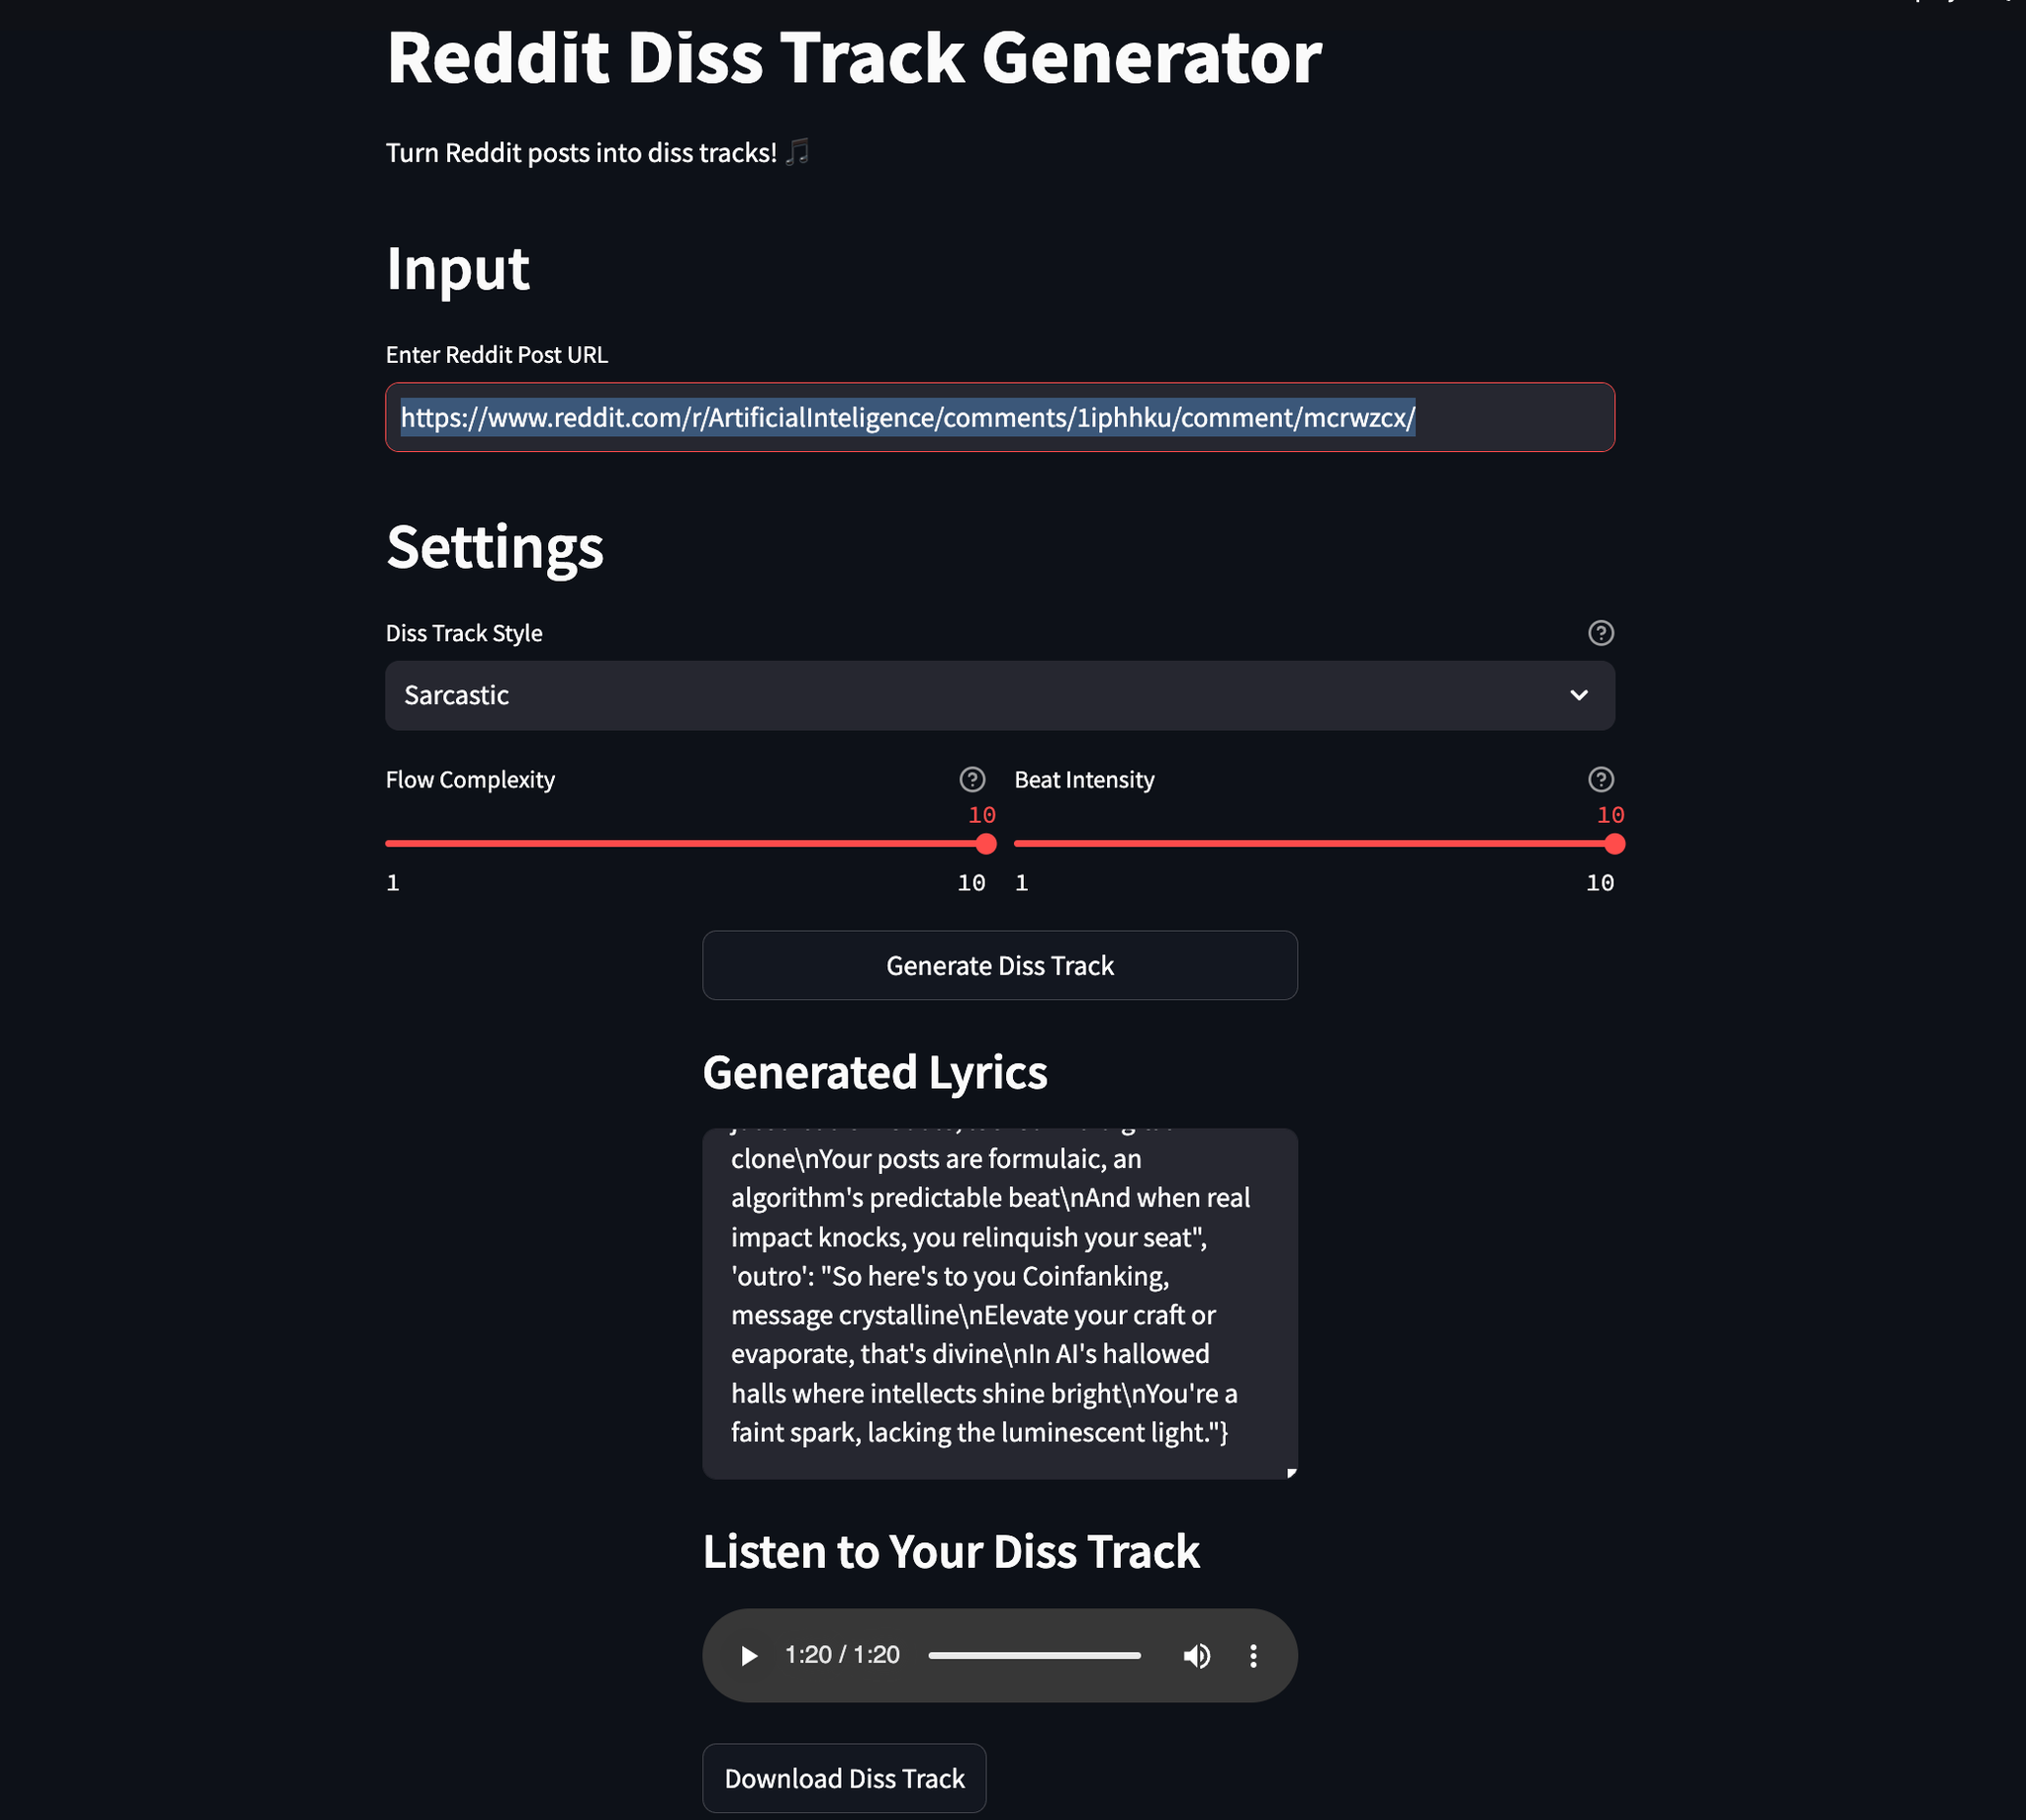 Reddit Diss Track Generator
Turn Reddit posts into diss tracks! 🎵
Input
Enter Reddit Post URL
https://www.reddit.com/r/ArtificialInteligence/comments/1iphhku/comment/mcrwzcx/
Settings
Diss Track Style
Sarcastic
Flow Complexity
10
1 10
Beat Intensity
10
1 10
Generate Diss Track
Generated Lyrics
clone\nYour posts are formulaic, an
algorithm's predictable beat\nAnd when real
impact knocks, you relinquish your seat",
'outro': "So here's to you Coinfanking,
message crystalline\nElevate your craft or
evaporate, that's divine\nIn AI's hallowed
halls where intellects shine bright\nYou're a
faint spark, lacking the luminescent light."}
Listen to Your Diss Track
1:20 / 1:20
Download Diss Track